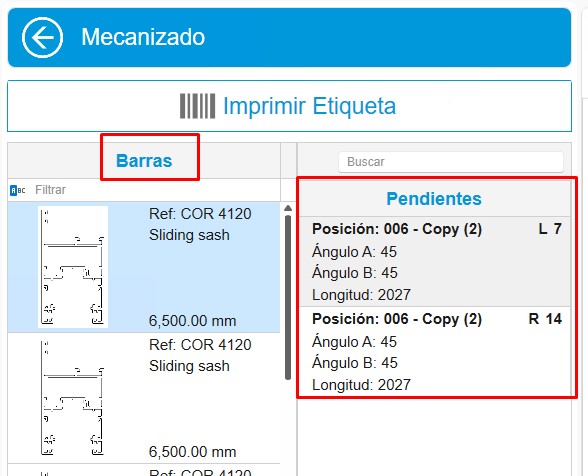 Mecanizado
Imprimir Etiqueta
Barras
Buscar
ABC Filtrar
Pendientes
Ref: COR 4120
Sliding sash
6,500.00 mm
Ref: COR 4120
Sliding sash
6,500.00 mm
Ref: COR 4120
Posición: 006 - Copy (2) L 7
Ángulo A: 45
Ángulo B: 45
Longitud: 2027
Posición: 006 - Copy (2) R 14
Ángulo A: 45
Ángulo B: 45
Longitud: 2027